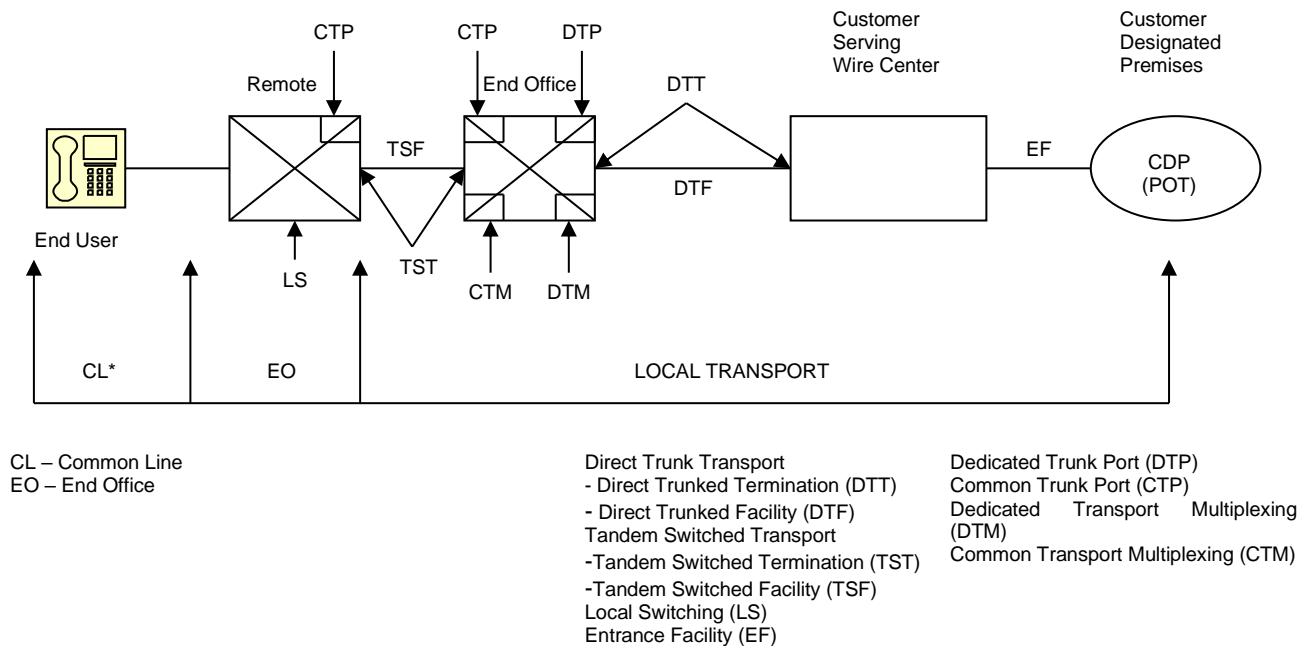 CTP
CTP
DTP
Customer
Serving
Wire Center
Customer
Designated
Premises
Remote
End Office
DTT
TSF
DTF
EF
CDP
(POT)
End User
LS
TST
CTM
DTM
CL*
EO
LOCAL TRANSPORT
CL – Common Line
EO – End Office
Direct Trunk Transport
- Direct Trunked Termination (DTT)
- Direct Trunked Facility (DTF)
Tandem Switched Transport
-Tandem Switched Termination (TST)
-Tandem Switched Facility (TSF)
Local Switching (LS)
Entrance Facility (EF)
Dedicated Trunk Port (DTP)
Common Trunk Port (CTP)
Dedicated Transport Multiplexing
(DTM)
Common Transport Multiplexing (CTM)